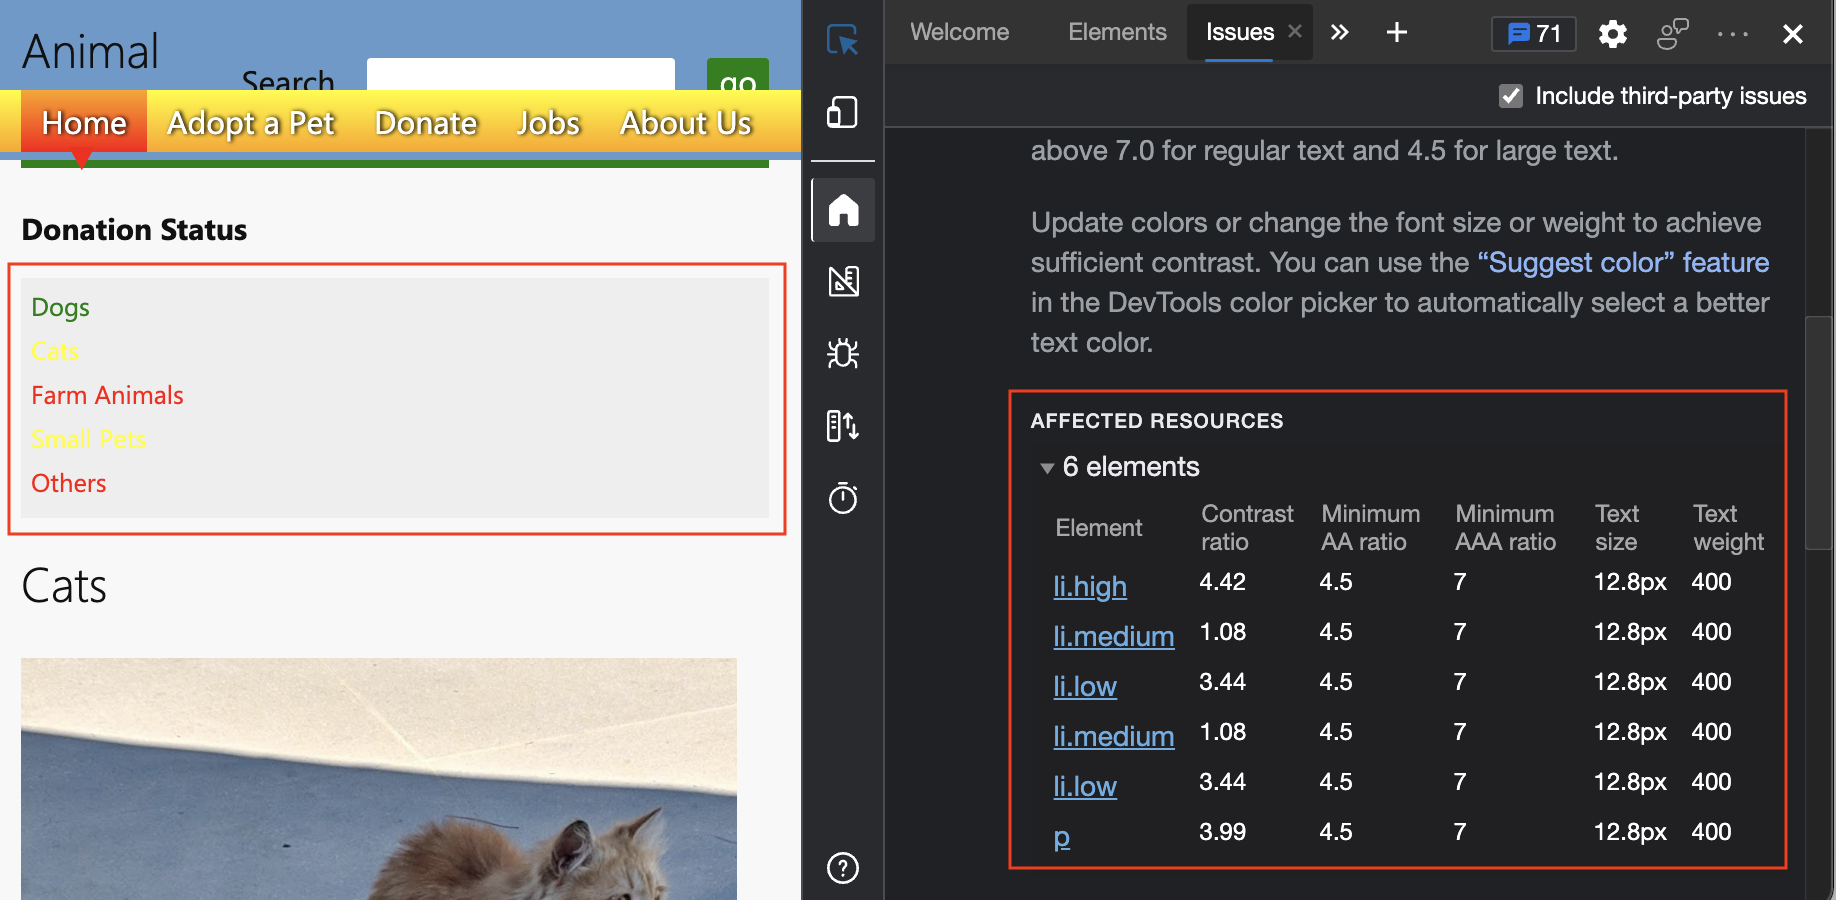 Animal
Search
go
Home Adopt a Pet Donate Jobs About Us
Donation Status
Dogs
Cats
Farm Animals
Small Pets
Others
Cats
Welcome Elements Issues 71
Include third-party issues
above 7.0 for regular text and 4.5 for large text.
Update colors or change the font size or weight to achieve
sufficient contrast. You can use the “Suggest color” feature
in the DevTools color picker to automatically select a better
text color.
AFFECTED RESOURCES
6 elements
Element Contrast ratio Minimum AA ratio Minimum AAA ratio Text size Text weight
li.high 4.42 4.5 7 12.8px 400
li.medium 1.08 4.5 7 12.8px 400
li.low 3.44 4.5 7 12.8px 400
li.medium 1.08 4.5 7 12.8px 400
li.low 3.44 4.5 7 12.8px 400
p 3.99 4.5 7 12.8px 400